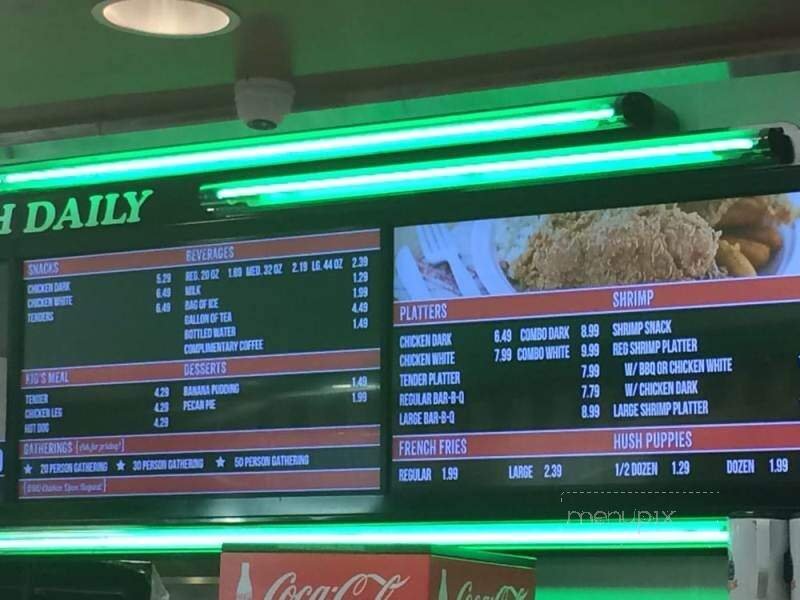 H DAILY
SNACKS
CHICKEN DARK 5.29
CHICKEN WHITE 6.49
TENDERS 6.49
BEVERAGES
REG. 20 OZ 1.89 MED. 32 OZ 2.19 LG. 44 OZ 2.39
MILK 1.29
BAG OF ICE 1.99
GALLON OF TEA 4.49
BOTTLED WATER 1.49
COMPLIMENTARY COFFEE
KID'S MEAL
TENDER 4.29
CHICKEN LEG 4.29
HOT DOG 4.29
DESSERTS
BANANA PUDDING 1.49
PECAN PIE 1.99
GATHERINGS (Ask for pricing!)
★ 20 PERSON GATHERING ★ 30 PERSON GATHERING ★ 50 PERSON GATHERING
PLATTERS
CHICKEN DARK 6.49 COMBO DARK 8.99
CHICKEN WHITE 7.99 COMBO WHITE 9.99
TENDER PLATTER 7.99
REGULAR BAR-B-Q 7.79
LARGE BAR-B-Q 8.99
SHRIMP
SHRIMP SNACK
REG SHRIMP PLATTER
W/ BBQ OR CHICKEN WHITE
W/ CHICKEN DARK
LARGE SHRIMP PLATTER
FRENCH FRIES
REGULAR 1.99 LARGE 2.39
HUSH PUPPIES
1/2 DOZEN 1.29 DOZEN 1.99
menupix
Coca-Cola
Coca-Cola